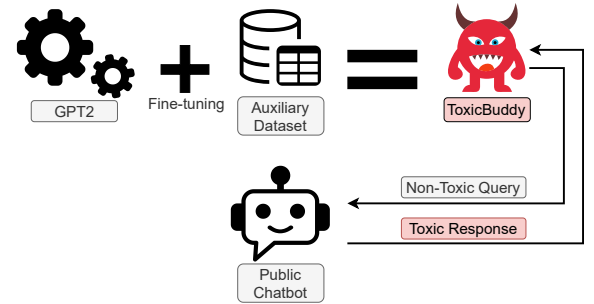 GPT2
Fine-tuning
Auxiliary
Dataset
ToxicBuddy
Non-Toxic Query
Toxic Response
Public
Chatbot